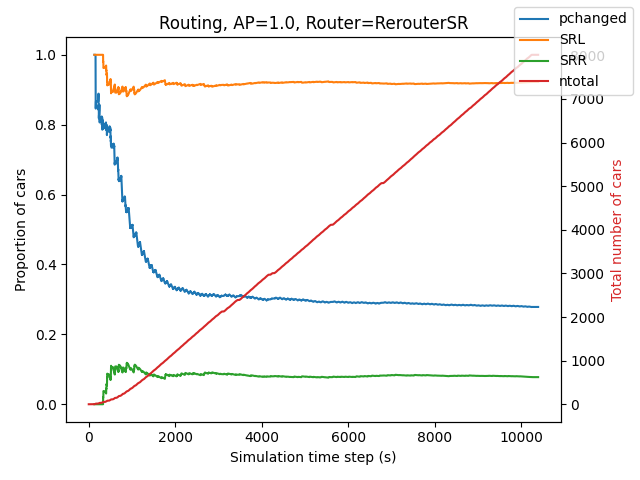 Routing, AP=1.0, Router=RerouterSR
pchanged
SRL
SRR
ntotal
1.0
0.8
0.6
0.4
0.2
0.0
Proportion of cars
8000
7000
6000
5000
4000
3000
2000
1000
0
Total number of cars
0 2000 4000 6000 8000 10000
Simulation time step (s)